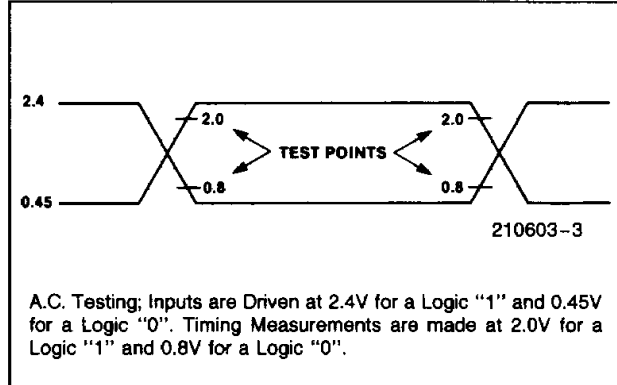 2.4
2.0
2.0
TEST POINTS
0.8
0.8
0.45
210603-3
A.C. Testing; Inputs are Driven at 2.4V for a Logic "1" and 0.45V
for a Logic "0". Timing Measurements are made at 2.0V for a
Logic "1" and 0.8V for a Logic "0".